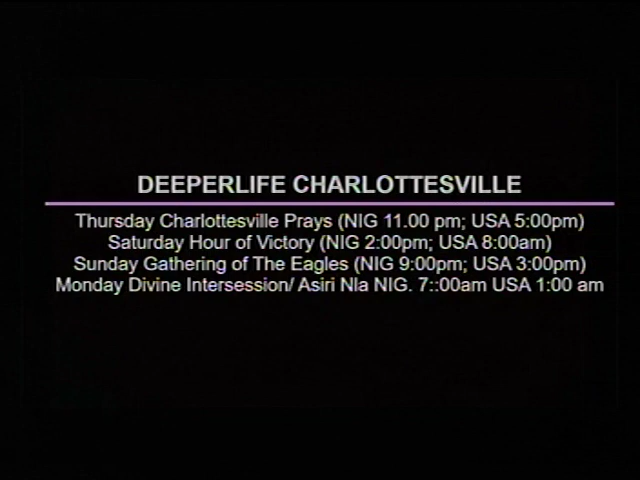 DEEPERLIFE CHARLOTTESVILLE
Thursday Charlottesville Prays (NIG 11.00 pm; USA 5:00pm)
Saturday Hour of Victory (NIG 2:00pm; USA 8:00am)
Sunday Gathering of The Eagles (NIG 9:00pm; USA 3:00pm)
Monday Divine Intersession/ Asiri Nla NIG. 7::00am USA 1:00 am